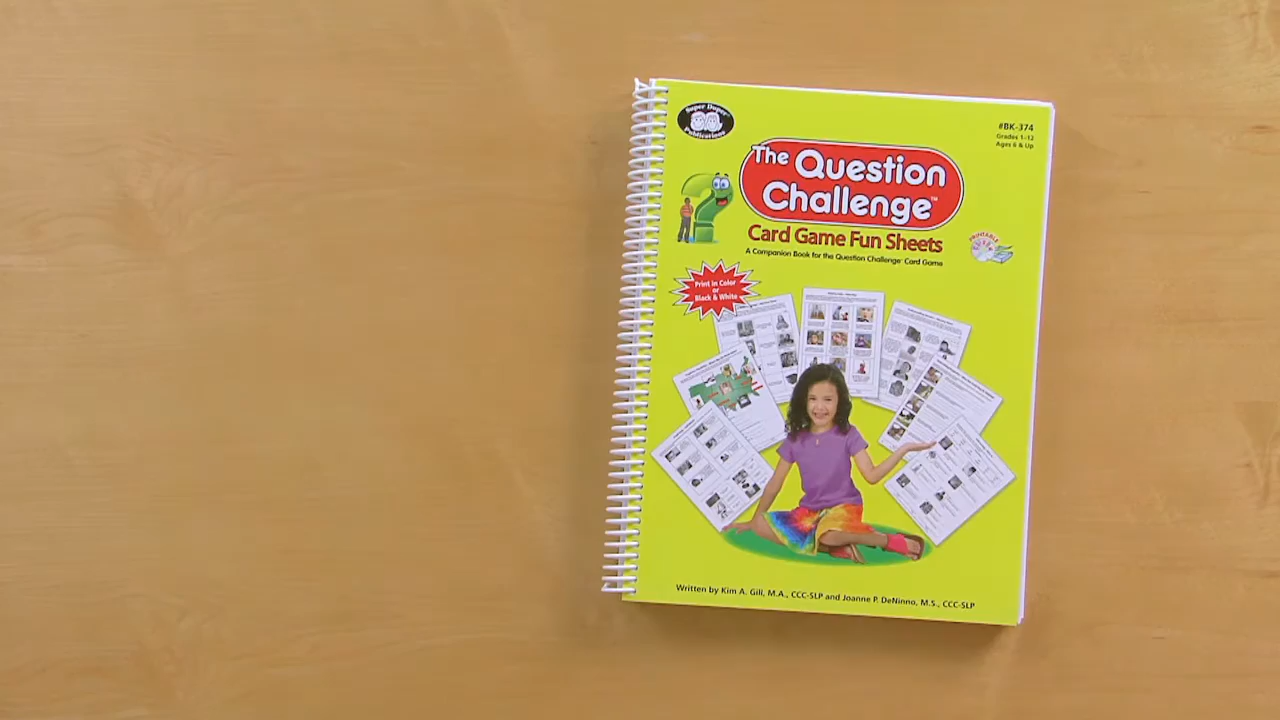 Super Duper®
Publications
#BK-374
Grades 1-12
Ages 6 & Up
The Question
Challenge™
Card Game Fun Sheets
A Companion Book for the Question Challenge® Card Game
PRINTABLE
Print in Color
or
Black & White
Written by Kim A. Gill, M.A., CCC-SLP and Joanne P. DeNinno, M.S., CCC-SLP